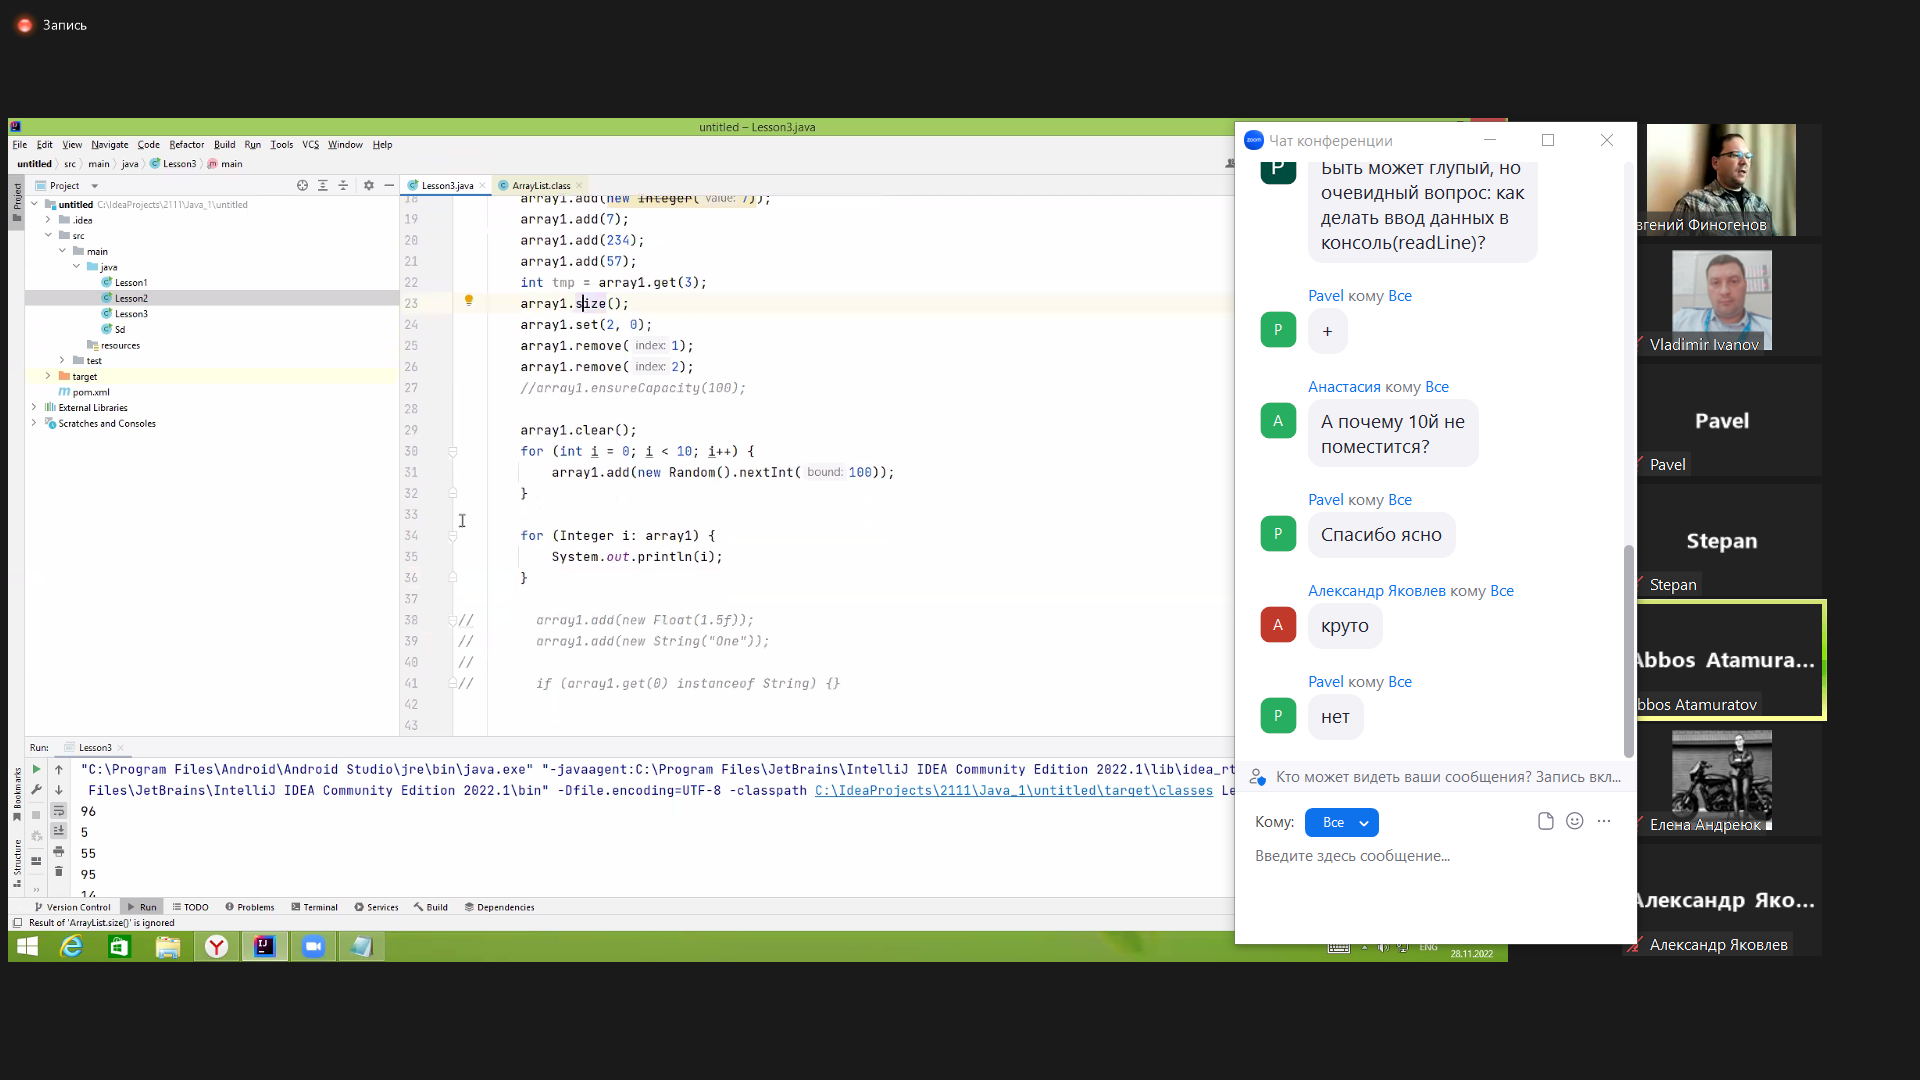 Запись
untitled – Lesson3.java
File Edit View Navigate Code Refactor Build Run Tools VCS Window Help
untitled src main java Lesson3 main
Project
Project
Lesson3.java
ArrayList.class
untitled C:\IdeaProjects\2111\Java_1\untitled
.idea
src
main
java
Lesson1
Lesson2
Lesson3
Sd
resources
test
target
pom.xml
External Libraries
Scratches and Consoles
18 array1.add(new Integer( value: 7));
19 array1.add(7);
20 array1.add(234);
21 array1.add(57);
22 int tmp = array1.get(3);
23 array1.size();
24 array1.set(2, 0);
25 array1.remove( index: 1);
26 array1.remove( index: 2);
27 //array1.ensureCapacity(100);
28
29 array1.clear();
30 for (int i = 0; i < 10; i++) {
31 array1.add(new Random().nextInt( bound: 100));
32 }
33
34 for (Integer i: array1) {
35 System.out.println(i);
36 }
37
38 // array1.add(new Float(1.5f));
39 // array1.add(new String("One"));
40 //
41 // if (array1.get(0) instanceof String) {}
42
43
Run: Lesson3
Bookmarks
Structure
"C:\Program Files\Android\Android Studio\jre\bin\java.exe" "-javaagent:C:\Program Files\JetBrains\IntelliJ IDEA Community Edition 2022.1\lib\idea_rt
Files\JetBrains\IntelliJ IDEA Community Edition 2022.1\bin" -Dfile.encoding=UTF-8 -classpath C:\IdeaProjects\2111\Java_1\untitled\target\classes Le
96
5
55
95
14
Version Control Run TODO Problems Terminal Services Build Dependencies
Result of 'ArrayList.size()' is ignored
ENG
28.11.2022
zoom
Чат конференции
P
Быть может глупый, но
очевидный вопрос: как
делать ввод данных в
консоль(readLine)?
Pavel кому Все
P
+
Анастасия кому Все
А
А почему 10й не
поместится?
Pavel кому Все
P
Спасибо ясно
Александр Яковлев кому Все
А
круто
Pavel кому Все
P
нет
Кто может видеть ваши сообщения? Запись вкл...
Кому: Все
Введите здесь сообщение...
вгений Финогенов
Vladimir Ivanov
Pavel
Pavel
Stepan
Stepan
Abbos Atamura...
bbos Atamuratov
Елена Андреюк
Александр Яко...
Александр Яковлев